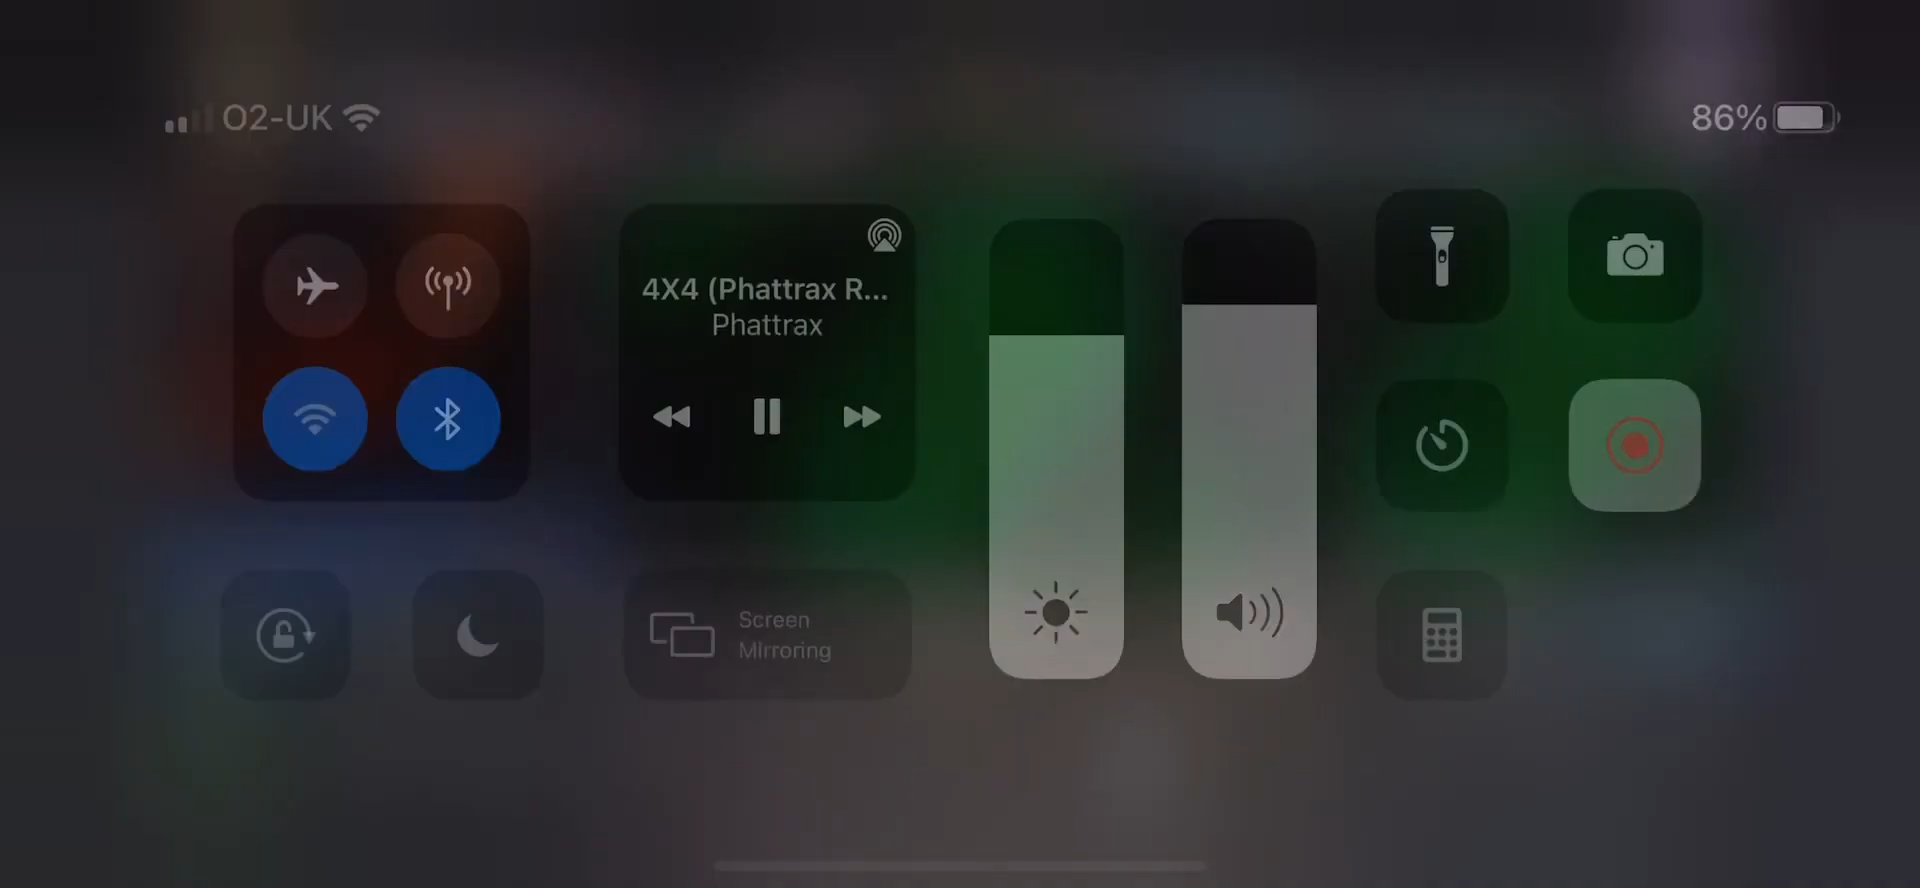 O2-UK
86%
4X4 (Phattrax R...
Phattrax
Screen
Mirroring